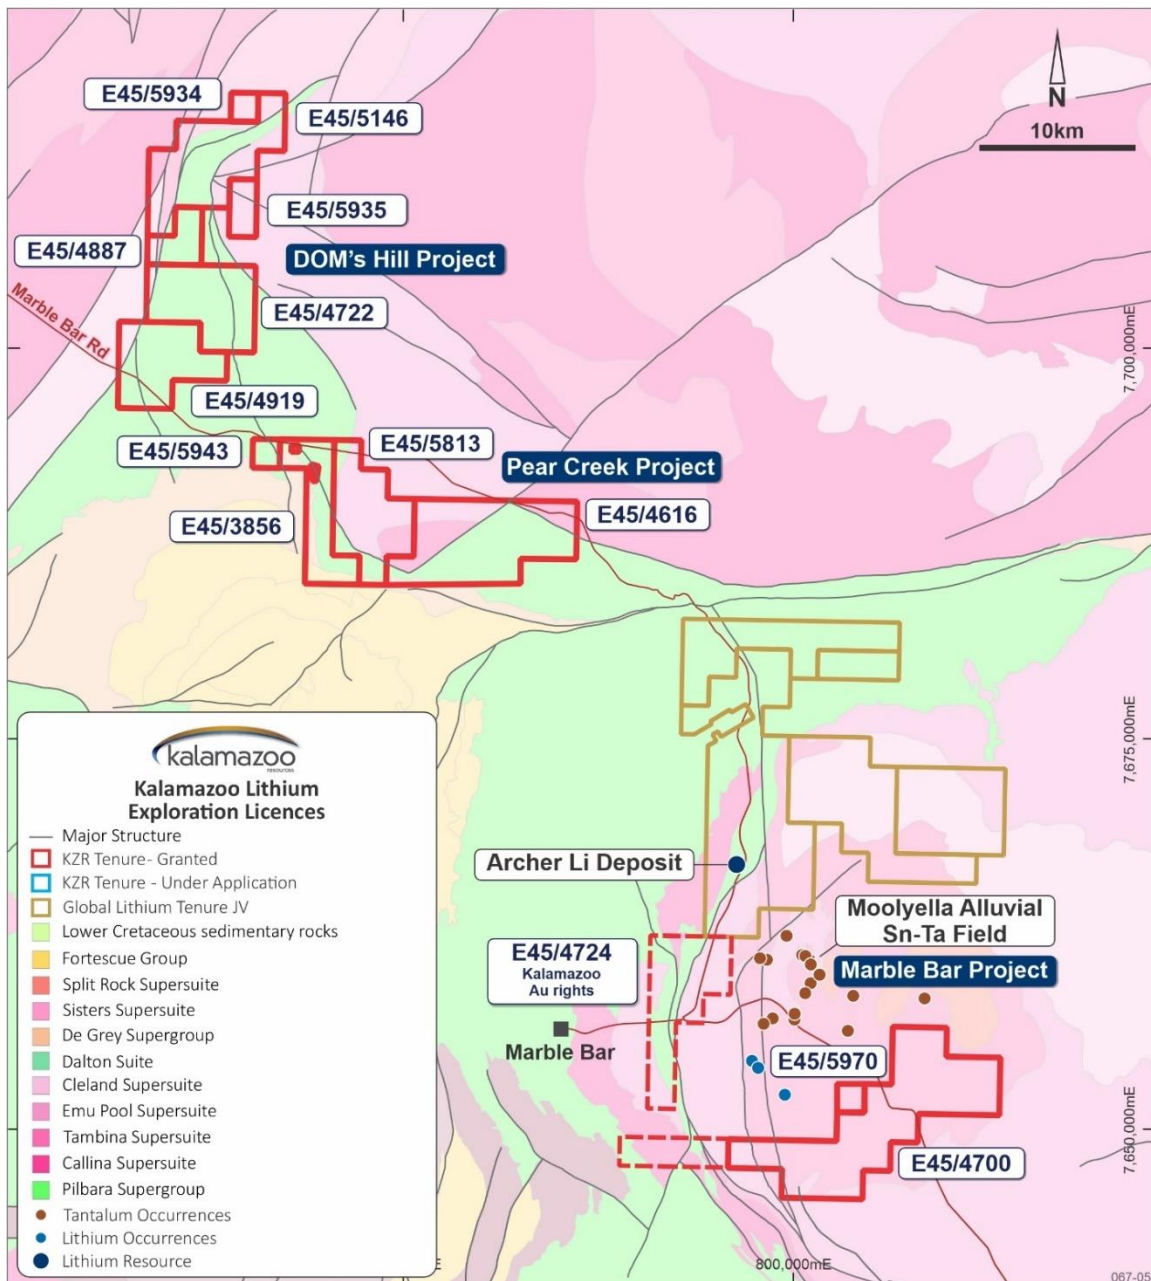 E45/5934
E45/5146
N
10km
E45/5935
E45/4887
DOM's Hill Project
Marble Bar Rd
E45/4722
7,700,000mE
E45/4919
E45/5943
E45/5813
Pear Creek Project
E45/3856
E45/4616
7,675,000mE
kalamazoo
RESOURCES
Kalamazoo Lithium
Exploration Licences
Major Structure
KZR Tenure- Granted
KZR Tenure - Under Application
Global Lithium Tenure JV
Lower Cretaceous sedimentary rocks
Fortescue Group
Split Rock Supersuite
Sisters Supersuite
De Grey Supergroup
Dalton Suite
Cleland Supersuite
Emu Pool Supersuite
Tambina Supersuite
Callina Supersuite
Pilbara Supergroup
Tantalum Occurrences
Lithium Occurrences
Lithium Resource
Archer Li Deposit
Moolyella Alluvial
Sn-Ta Field
E45/4724
Kalamazoo
Au rights
Marble Bar Project
Marble Bar
E45/5970
7,650,000mE
E45/4700
E
800,000mE
067-05